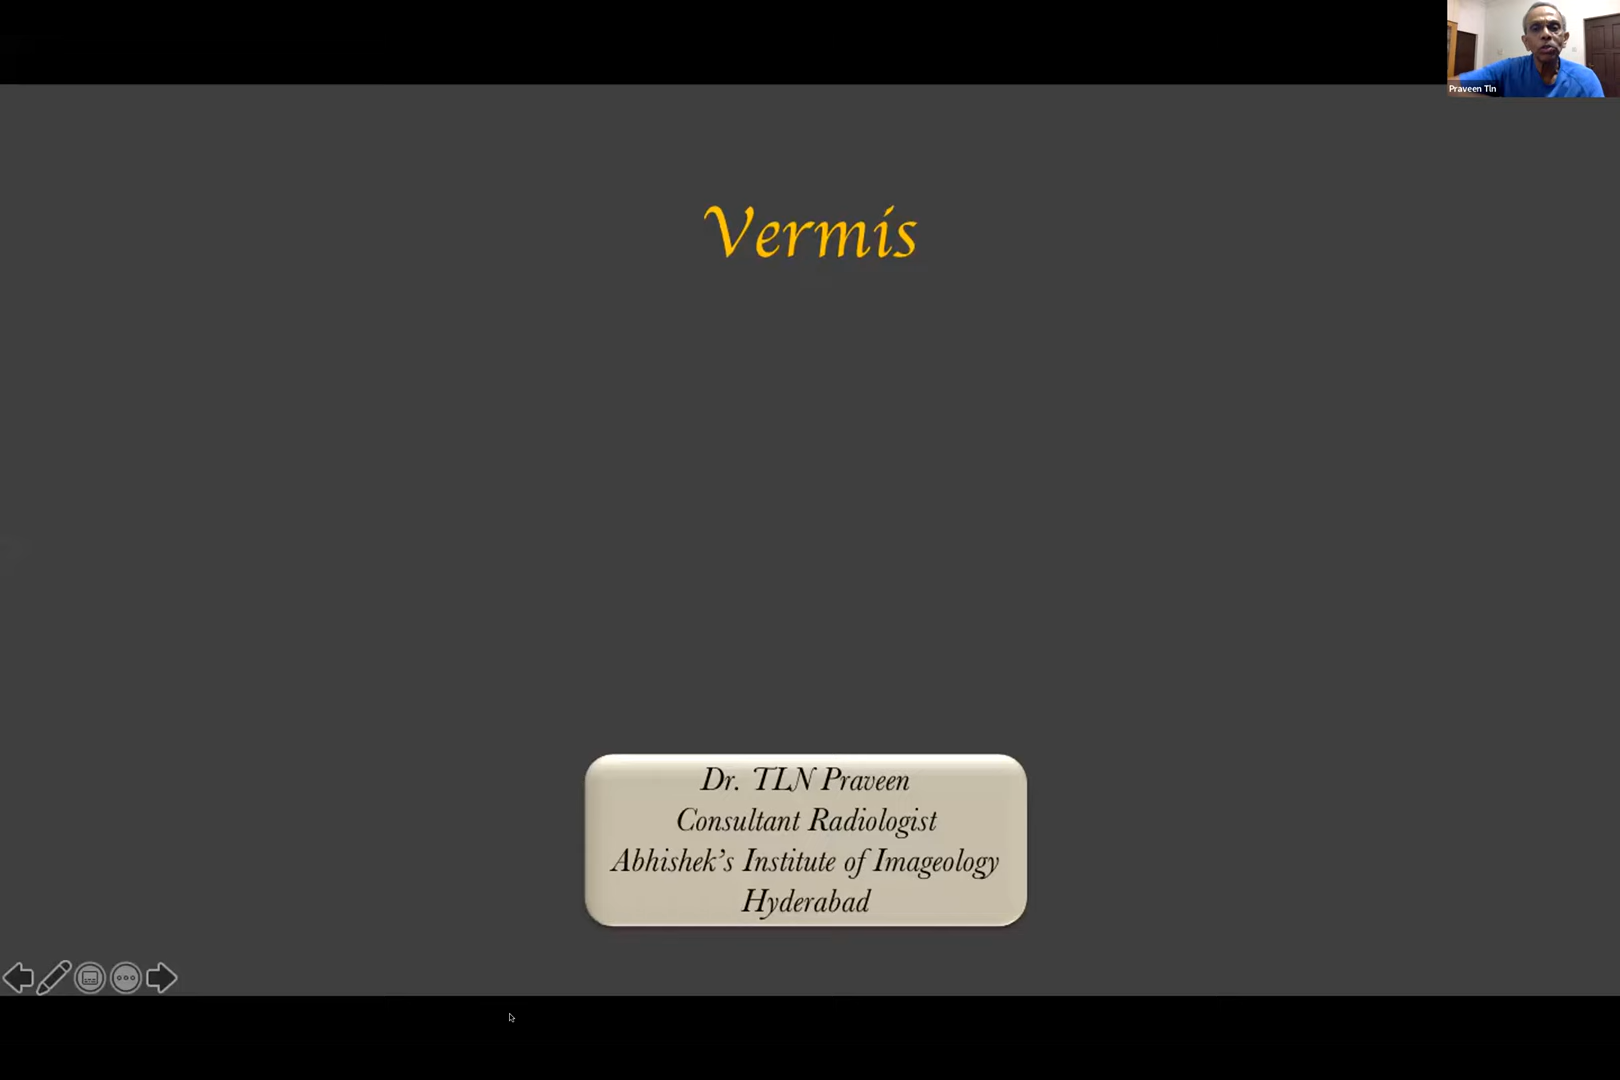 Praveen Tln
Vermis
Dr. TLN Praveen
Consultant Radiologist
Abhishek’s Institute of Imageology
Hyderabad